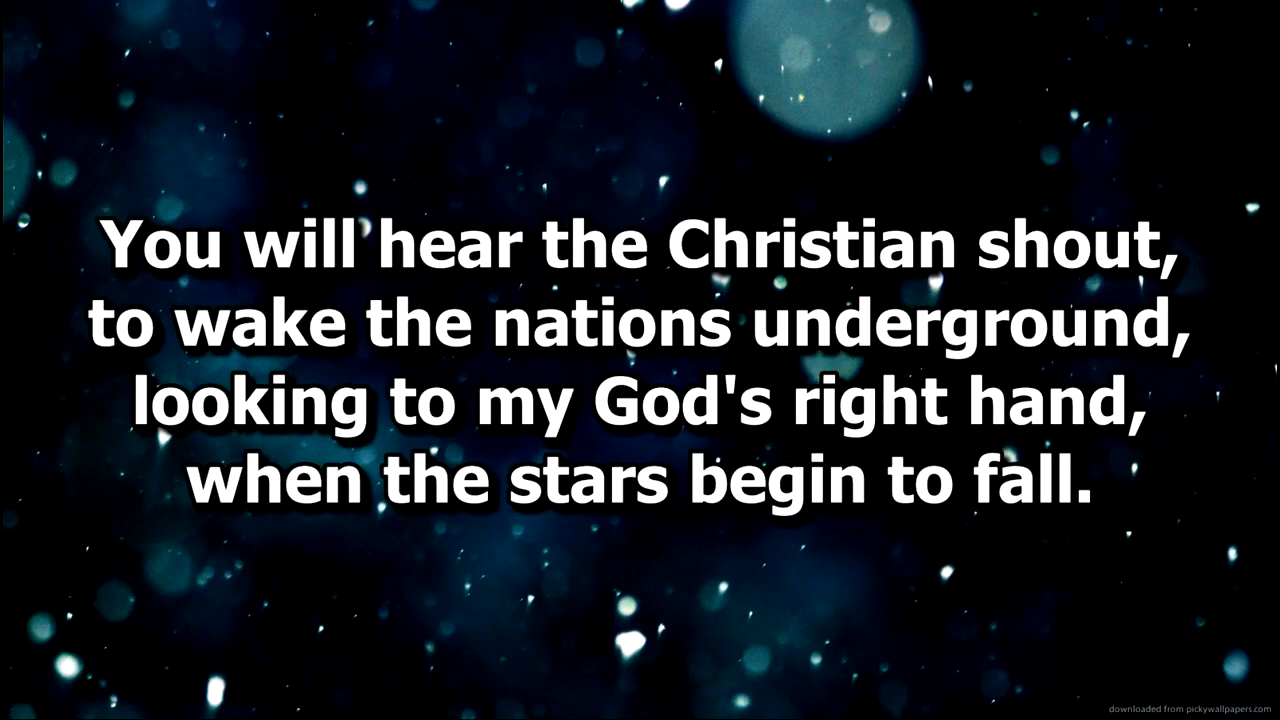 You will hear the Christian shout,
to wake the nations underground,
looking to my God's right hand,
when the stars begin to fall.
downloaded from pickywallpapers.com